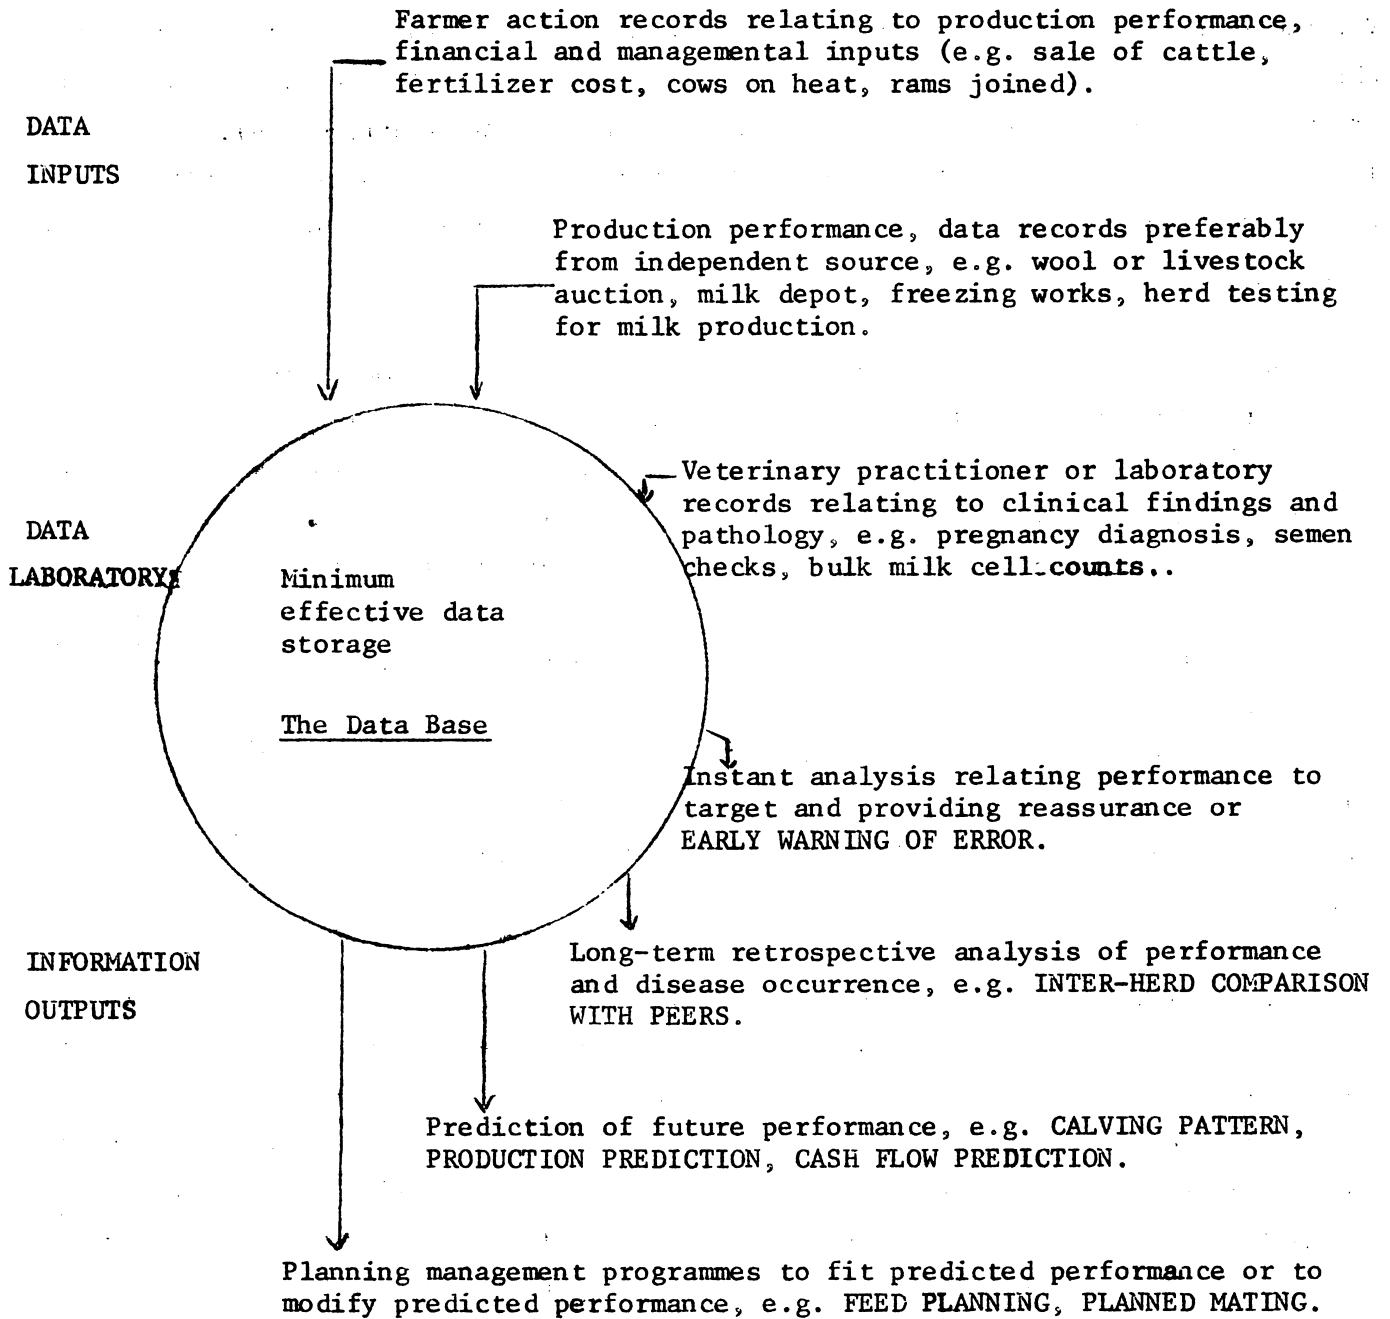 Farmer action records relating to production performance,
financial and managemental inputs (e.g. sale of cattle,
fertilizer cost, cows on heat, rams joined).
DATA
INPUTS
Production performance, data records preferably
from independent source, e.g. wool or livestock
auction, milk depot, freezing works, herd testing
for milk production.
Veterinary practitioner or laboratory
records relating to clinical findings and
pathology, e.g. pregnancy diagnosis, semen
checks, bulk milk cell counts..
DATA
LABORATORY
Minimum
effective data
storage
The Data Base
Instant analysis relating performance to
target and providing reassurance or
EARLY WARNING OF ERROR.
INFORMATION
OUTPUTS
Long-term retrospective analysis of performance
and disease occurrence, e.g. INTER-HERD COMPARISON
WITH PEERS.
Prediction of future performance, e.g. CALVING PATTERN,
PRODUCTION PREDICTION, CASH FLOW PREDICTION.
Planning management programmes to fit predicted performance or to
modify predicted performance, e.g. FEED PLANNING, PLANNED MATING.